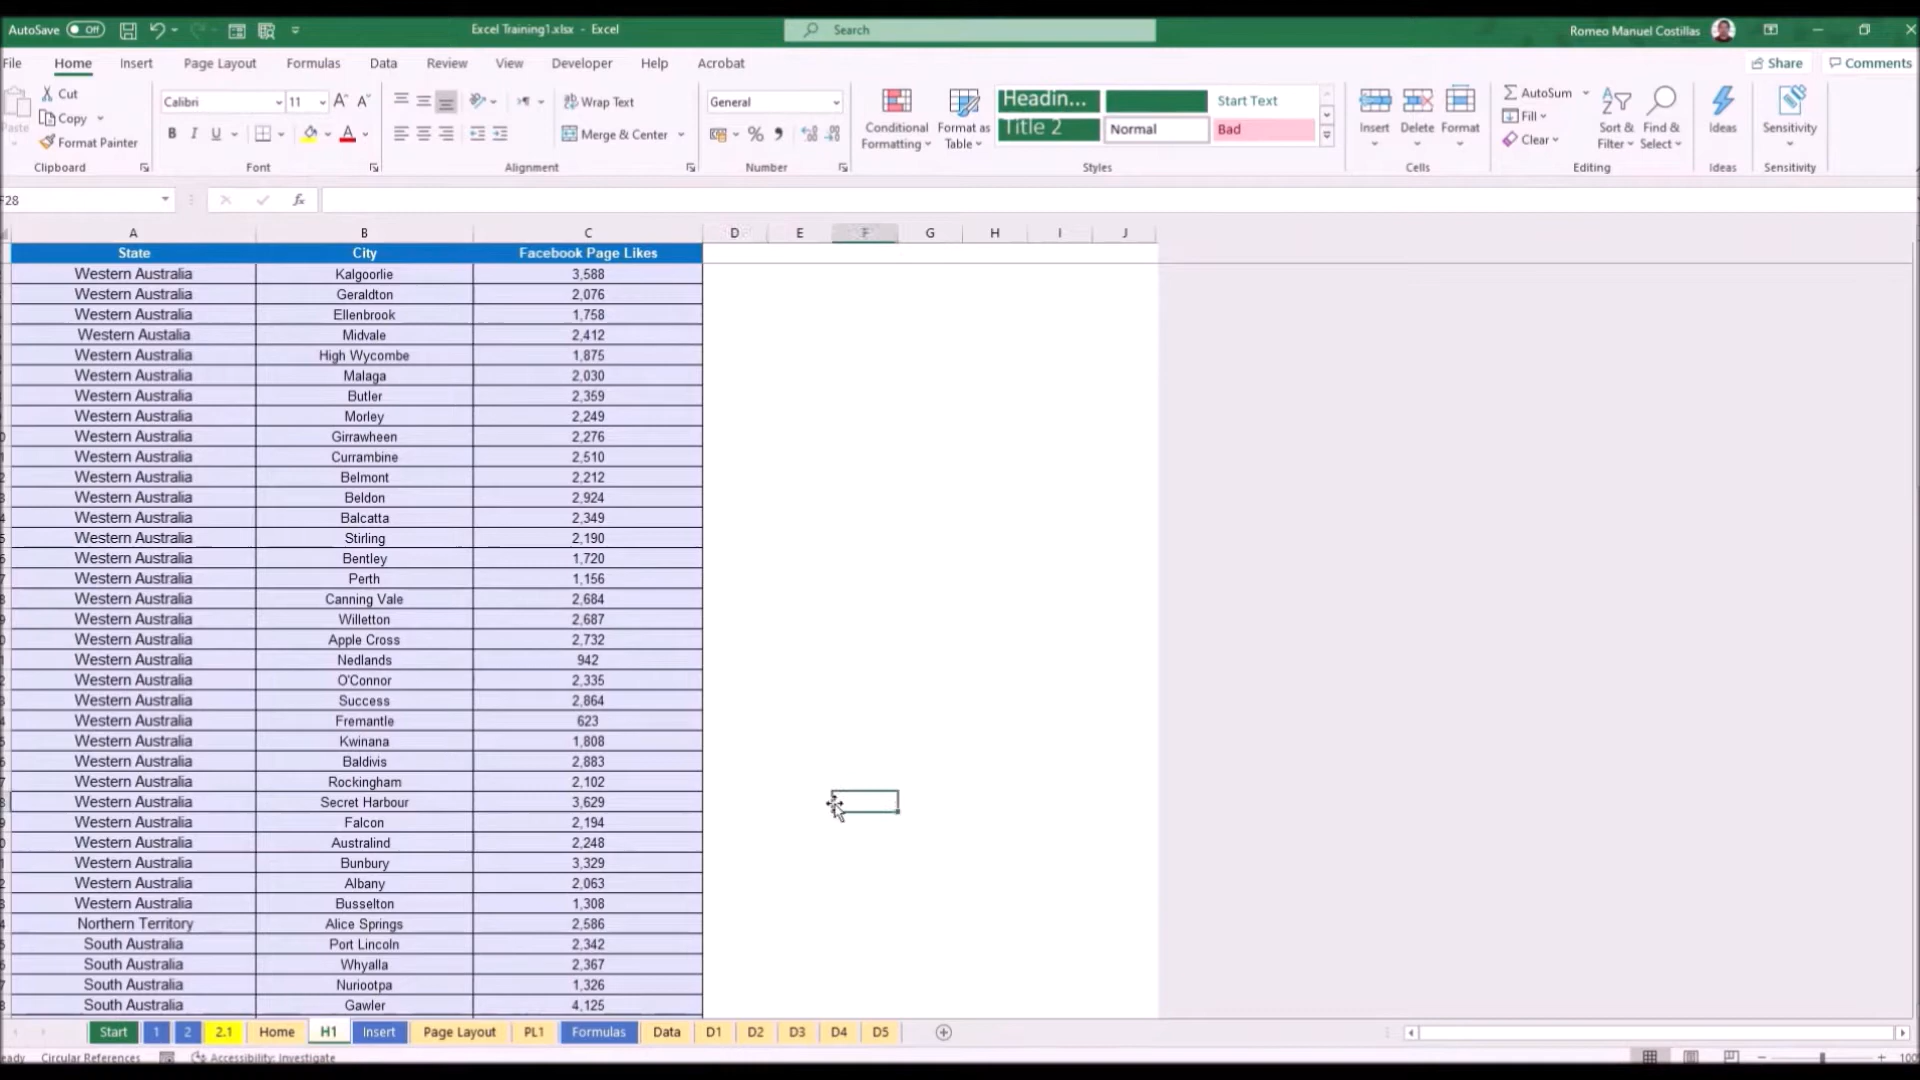 AutoSave Off Excel Training1.xlsx - Excel Search Romeo Manuel Costillas
File Home Insert Page Layout Formulas Data Review View Developer Help Acrobat Share Comments
Cut Calibri 11 Wrap Text General Headin... Start Text AutoSum
Paste Copy Conditional Formatting Format as Table Title 2 Normal Bad Insert Delete Format Fill Sort & Filter Find & Select Ideas Sensitivity
Format Painter B I U A Merge & Center % Clear
Clipboard Font Alignment Number Styles Cells Editing Ideas Sensitivity
F28 fx
A B C D E F G H I J
State City Facebook Page Likes
Western Australia Kalgoorlie 3,588
Western Australia Geraldton 2,076
Western Australia Ellenbrook 1,758
Western Austalia Midvale 2,412
Western Australia High Wycombe 1,875
Western Australia Malaga 2,030
Western Australia Butler 2,359
Western Australia Morley 2,249
Western Australia Girrawheen 2,276
Western Australia Currambine 2,510
Western Australia Belmont 2,212
Western Australia Beldon 2,924
Western Australia Balcatta 2,349
Western Australia Stirling 2,190
Western Australia Bentley 1,720
Western Australia Perth 1,156
Western Australia Canning Vale 2,684
Western Australia Willetton 2,687
Western Australia Apple Cross 2,732
Western Australia Nedlands 942
Western Australia O'Connor 2,335
Western Australia Success 2,864
Western Australia Fremantle 623
Western Australia Kwinana 1,808
Western Australia Baldivis 2,883
Western Australia Rockingham 2,102
Western Australia Secret Harbour 3,629
Western Australia Falcon 2,194
Western Australia Australind 2,248
Western Australia Bunbury 3,329
Western Australia Albany 2,063
Western Australia Busselton 1,308
Northern Territory Alice Springs 2,586
South Australia Port Lincoln 2,342
South Australia Whyalla 2,367
South Australia Nuriootpa 1,326
South Australia Gawler 4,125
Start 1 2 2.1 Home H1 Insert Page Layout PL1 Formulas Data D1 D2 D3 D4 D5
eady Circular References Accessibility: Investigate 100